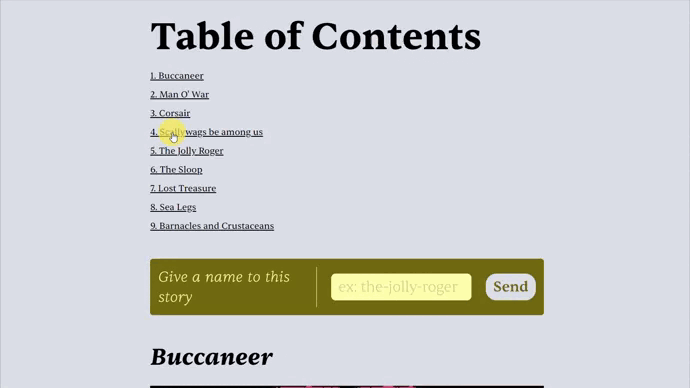 Table of Contents
1. Buccaneer
2. Man O' War
3. Corsair
4. Scallywags be among us
5. The Jolly Roger
6. The Sloop
7. Lost Treasure
8. Sea Legs
9. Barnacles and Crustaceans
Give a name to this
story
ex: the-jolly-roger
Send
Buccaneer